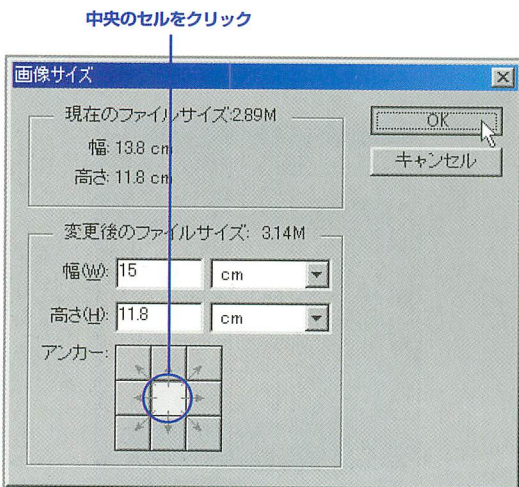 中央のセルをクリック
画像サイズ
現在のファイルサイズ:2.89M
幅: 13.8 cm
高さ: 11.8 cm
OK
キャンセル
変更後のファイルサイズ: 3.14M
幅(W): 15 cm
高さ(H): 11.8 cm
アンカー: